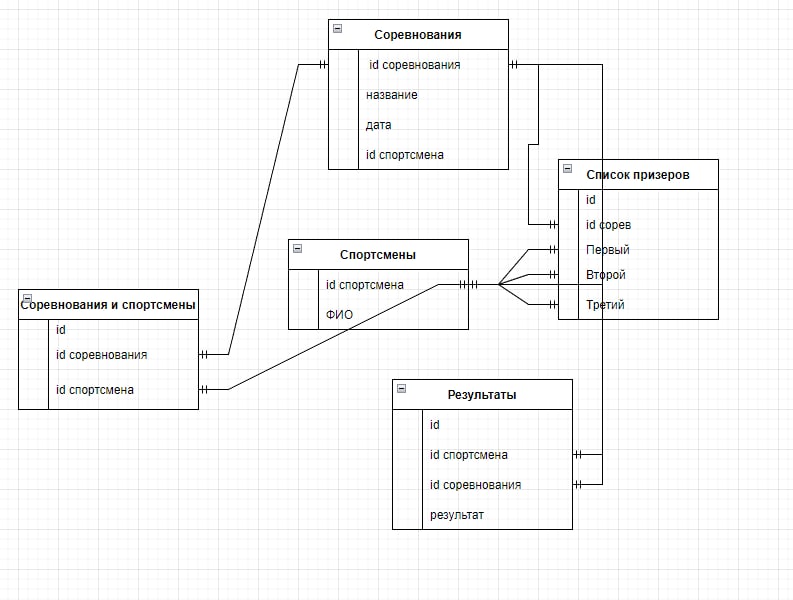 Соревнования
id соревнования
название
дата
id спортсмена
Список призеров
id
id сорев
Первый
Второй
Третий
Спортсмены
id спортсмена
ФИО
Соревнования и спортсмены
id
id соревнования
id спортсмена
Результаты
id
id спортсмена
id соревнования
результат